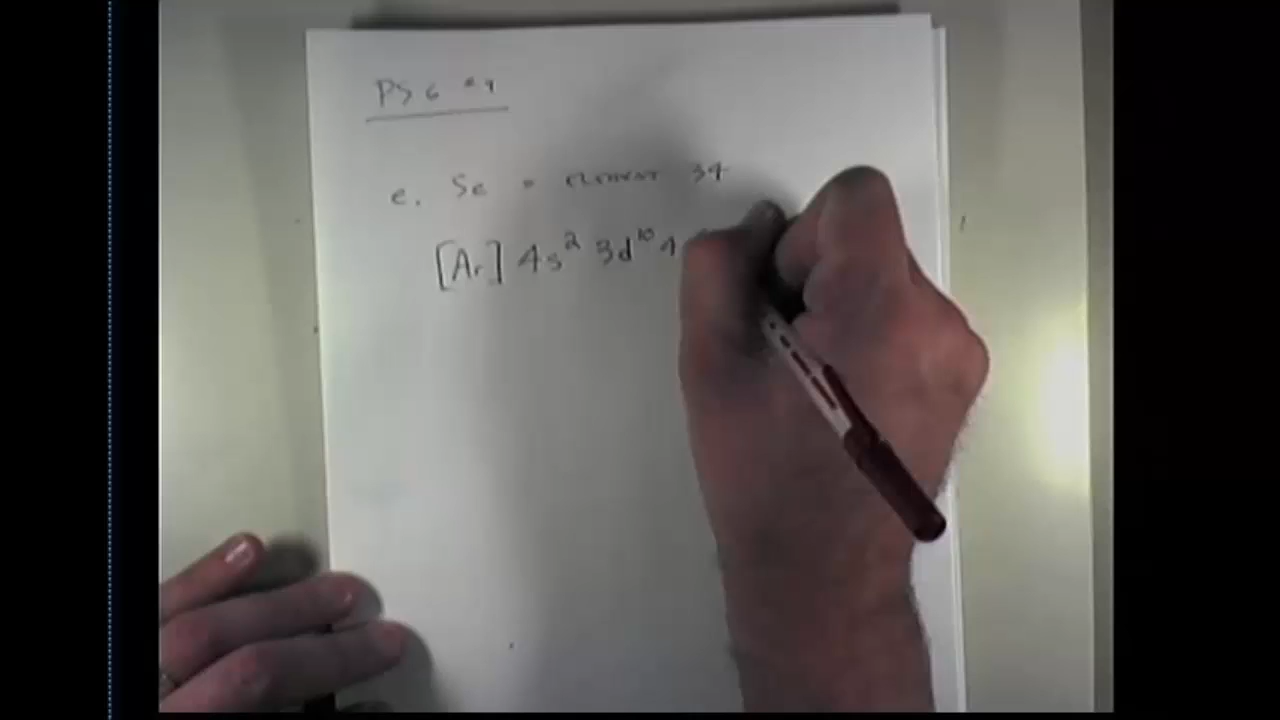 PS 6 #4
e. Se = element 34
[Ar] 4s² 3d¹⁰ 4